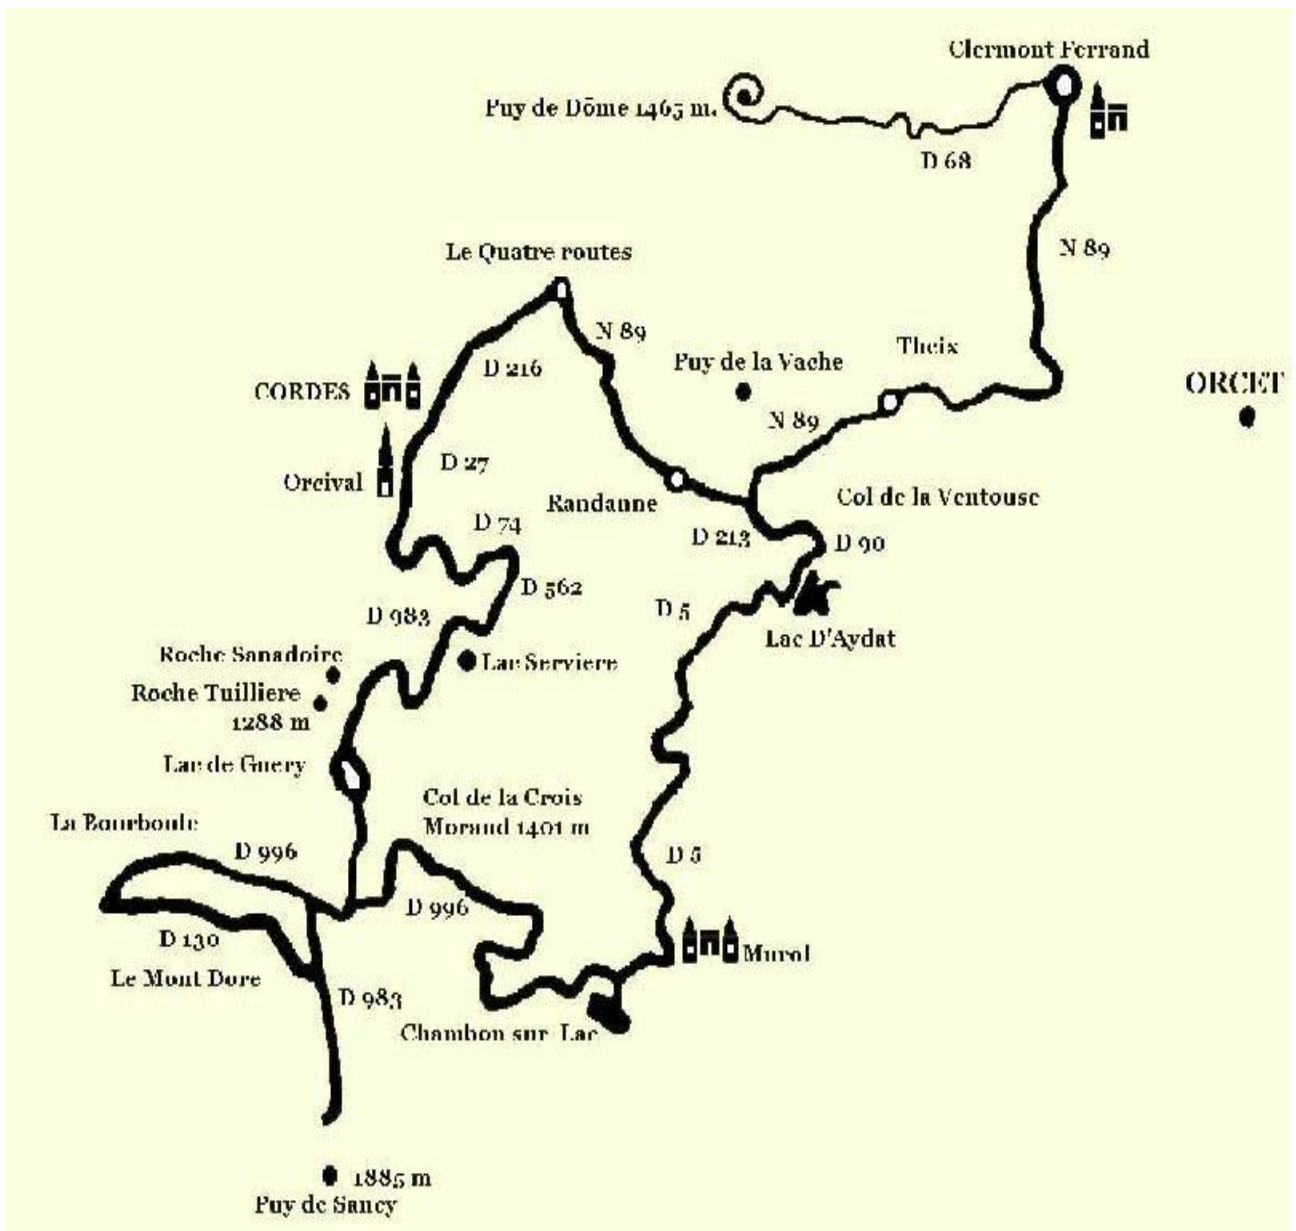 Clermont Ferrand
Puy de Dôme 1465 m.
D 68
N 89
Le Quatre routes
N 89
Theix
Puy de la Vache
D 216
CORDES
ORCET
N 89
D 27
Orcival
Randanne
Col de la Ventouse
D 74
D 213
D 90
D 562
D 983
D 5
Lac D'Aydat
Roche Sanadoire
Lac Serviere
Roche Tuilliere
1288 m
Lac de Guery
Col de la Crois
Morand 1401 m
La Bourboule
D 996
D 5
D 996
D 130
Murol
Le Mont Dore
D 983
Chambon sur Lac
1885 m
Puy de Sancy